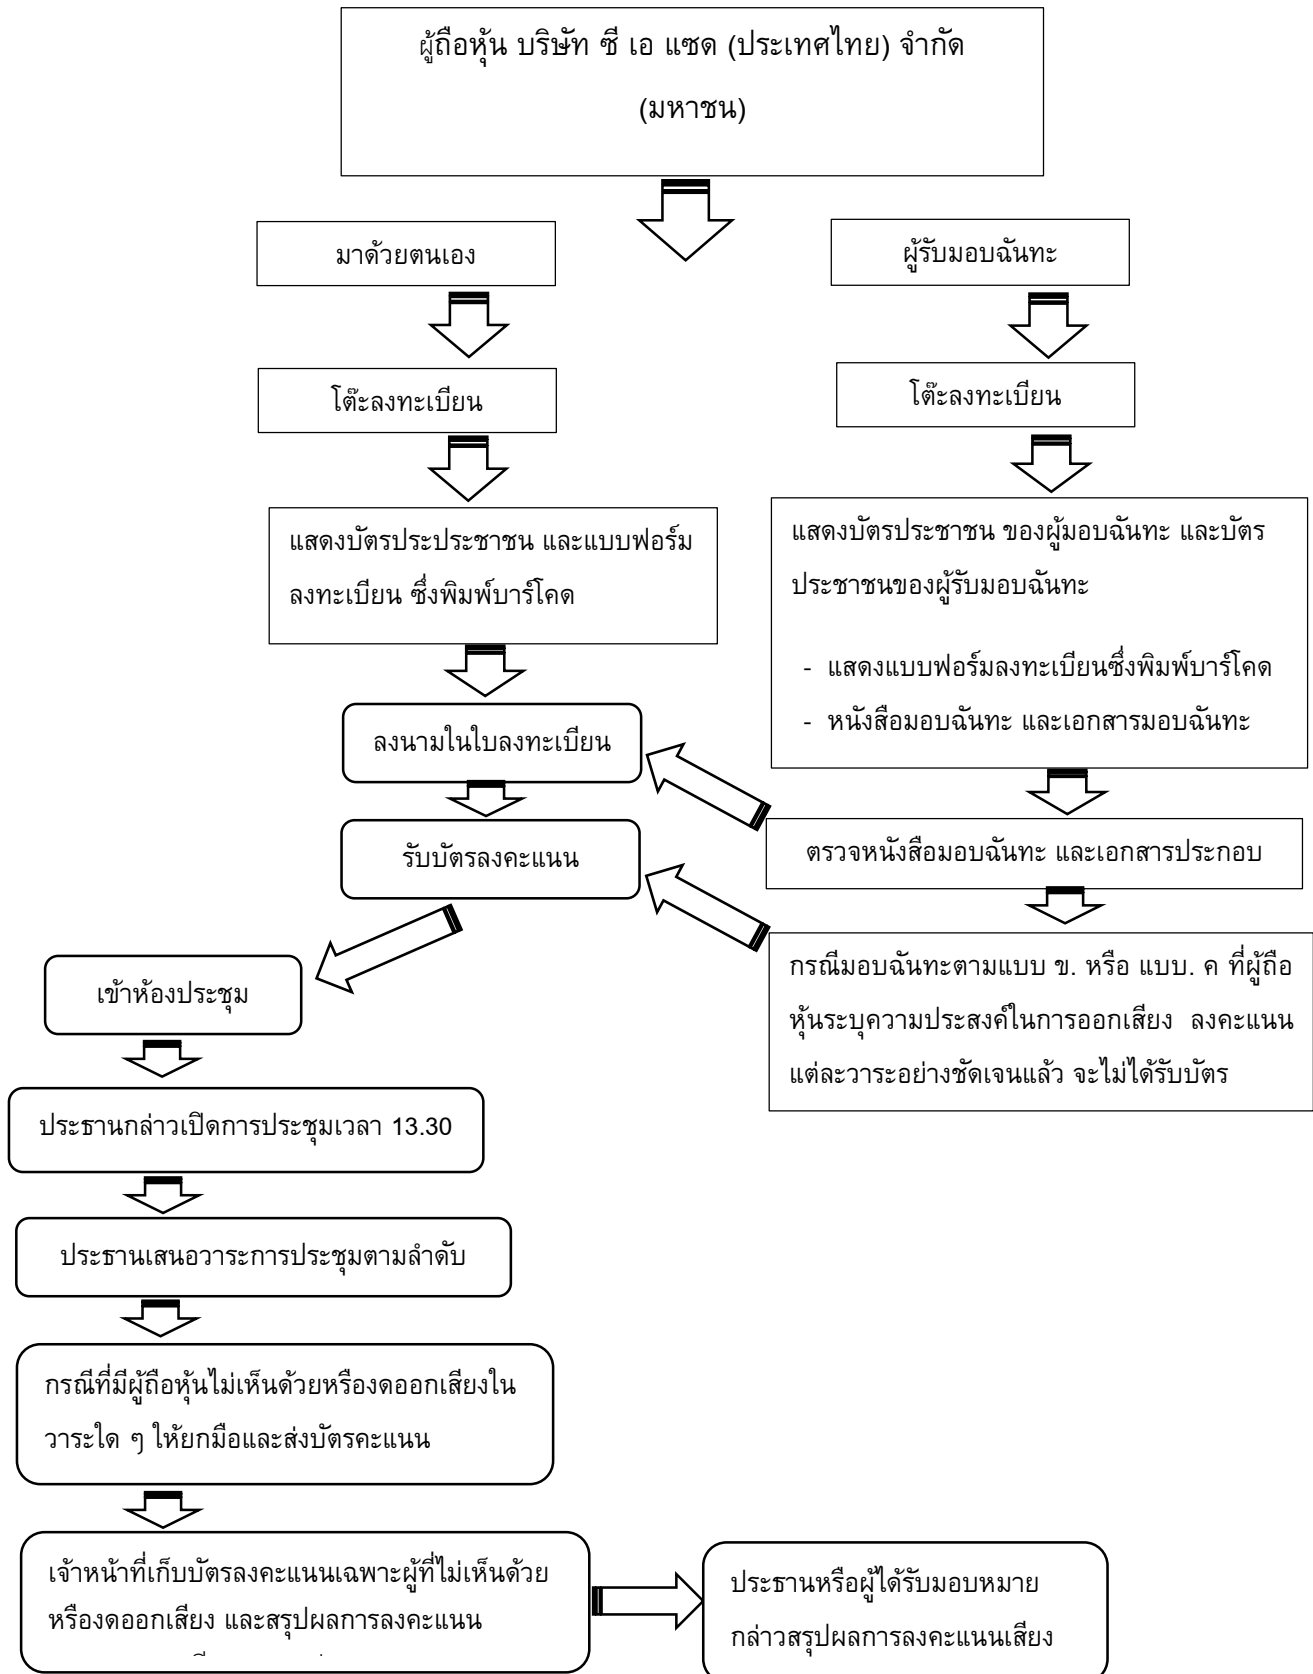 ผู้ถือหุ้น บริษัท ซี เอ แซด (ประเทศไทย) จำกัด
(มหาชน)
มาด้วยตนเอง
ผู้รับมอบฉันทะ
โต๊ะลงทะเบียน
โต๊ะลงทะเบียน
แสดงบัตรประประชาชน และแบบฟอร์ม
ลงทะเบียน ซึ่งพิมพ์บาร์โคด
แสดงบัตรประชาชน ของผู้มอบฉันทะ และบัตร
ประชาชนของผู้รับมอบฉันทะ
- แสดงแบบฟอร์มลงทะเบียนซึ่งพิมพ์บาร์โคด
- หนังสือมอบฉันทะ และเอกสารมอบฉันทะ
ลงนามในใบลงทะเบียน
รับบัตรลงคะแนน
ตรวจหนังสือมอบฉันทะ และเอกสารประกอบ
กรณีมอบฉันทะตามแบบ ข. หรือ แบบ. ค ที่ผู้ถือ
หุ้นระบุความประสงค์ในการออกเสียง ลงคะแนน
แต่ละวาระอย่างชัดเจนแล้ว จะไม่ได้รับบัตร
เข้าห้องประชุม
ประธานกล่าวเปิดการประชุมเวลา 13.30
ประธานเสนอวาระการประชุมตามลำดับ
กรณีที่มีผู้ถือหุ้นไม่เห็นด้วยหรืองดออกเสียงใน
วาระใด ๆ ให้ยกมือและส่งบัตรคะแนน
เจ้าหน้าที่เก็บบัตรลงคะแนนเฉพาะผู้ที่ไม่เห็นด้วย
หรืองดออกเสียง และสรุปผลการลงคะแนน
ประธานหรือผู้ได้รับมอบหมาย
กล่าวสรุปผลการลงคะแนนเสียง